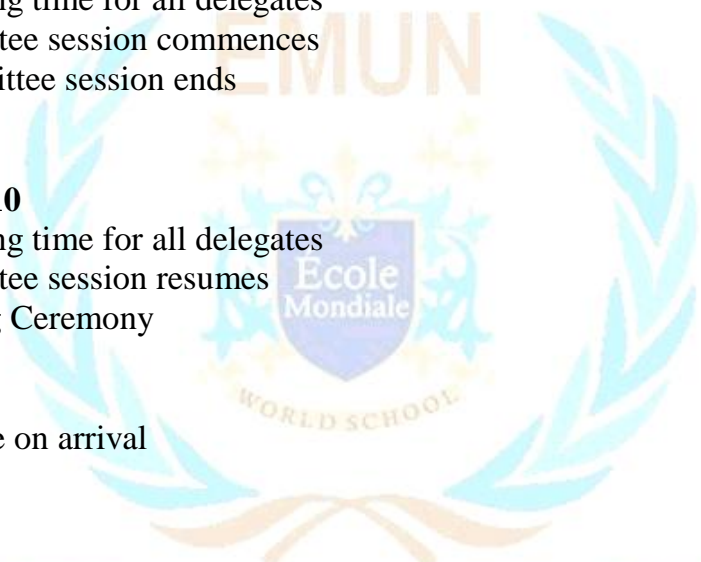 ng time for all delegates
tee session commences
ittee session ends
EMUN
10
ng time for all delegates
tee session resumes
g Ceremony
Ecole
Mondiale
WORLD SCHOOL
e on arrival